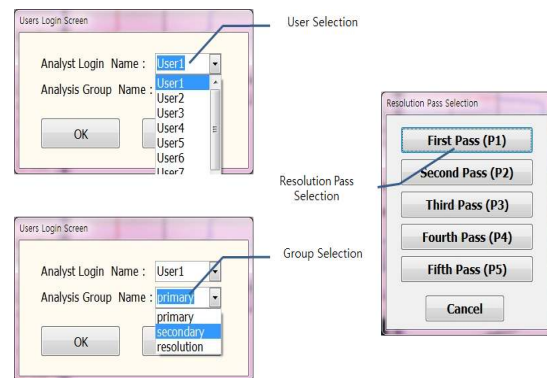 Users Login Screen
Analyst Login Name : User1
Analysis Group Name :
User1
User2
User3
User4
User5
User6
User7
OK
User Selection
Users Login Screen
Analyst Login Name : User1
Analysis Group Name : primary
primary
secondary
resolution
OK
Group Selection
Resolution Pass
Selection
Resolution Pass Selection
First Pass (P1)
Second Pass (P2)
Third Pass (P3)
Fourth Pass (P4)
Fifth Pass (P5)
Cancel